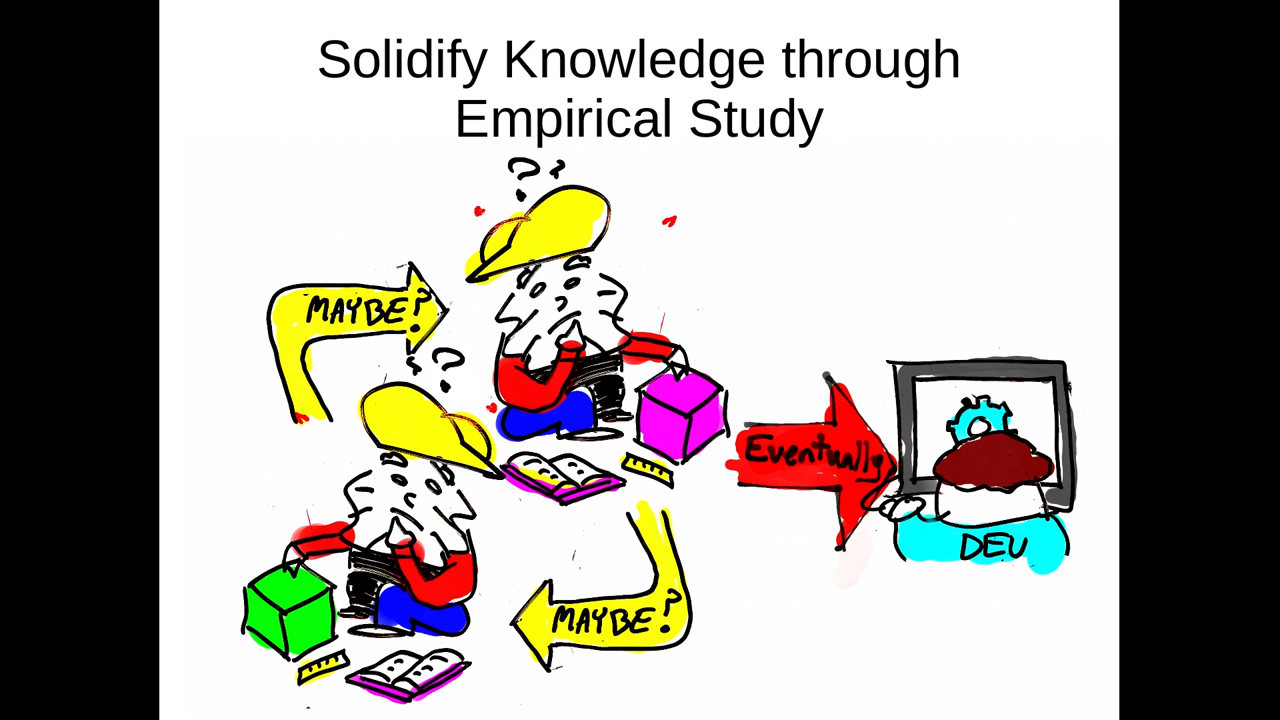 Solidify Knowledge through
Empirical Study
? ?
MAYBE?
?
Eventually
DEV
MAYBE?